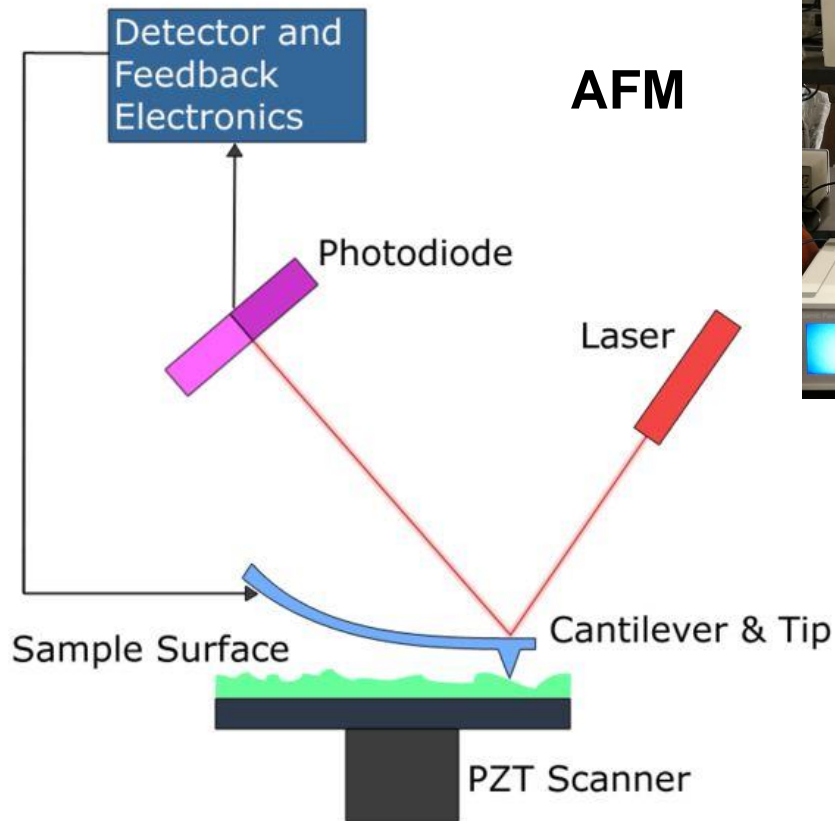 Detector and
Feedback
Electronics
AFM
Photodiode
Laser
Cantilever & Tip
Sample Surface
PZT Scanner